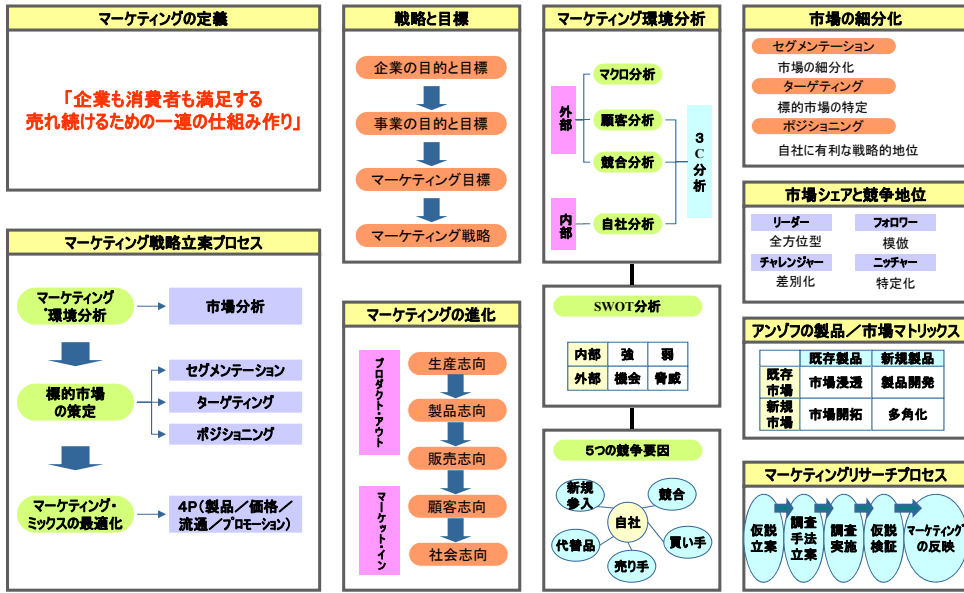 マーケティングの定義
「企業も消費者も満足する
売れ続けるための一連の仕組み作り」
マーケティング戦略立案プロセス
マーケティング
環境分析
市場分析
標的市場
の策定
セグメンテーション
ターゲティング
ポジショニング
マーケティング・
ミックスの最適化
4P(製品/価格/
流通/プロモーション)
戦略と目標
企業の目的と目標
事業の目的と目標
マーケティング目標
マーケティング戦略
マーケティングの進化
プロダクト・アウト
マーケット・イン
生産志向
製品志向
販売志向
顧客志向
社会志向
マーケティング環境分析
外部
内部
マクロ分析
顧客分析
競合分析
自社分析
3C分析
SWOT分析
内部 強 弱
外部 機会 脅威
5つの競争要因
新規
参入
競合
自社
代替品
買い手
売り手
市場の細分化
セグメンテーション
市場の細分化
ターゲティング
標的市場の特定
ポジショニング
自社に有利な戦略的地位
市場シェアと競争地位
リーダー フォロワー
全方位型 模倣
チャレンジャー ニッチャー
差別化 特定化
アンゾフの製品/市場マトリックス
既存製品 新規製品
既存
市場
市場浸透 製品開発
新規
市場
市場開拓 多角化
マーケティングリサーチプロセス
仮説
立案
調査
手法
立案
調査
実施
仮説
検証
マーケティング
の反映